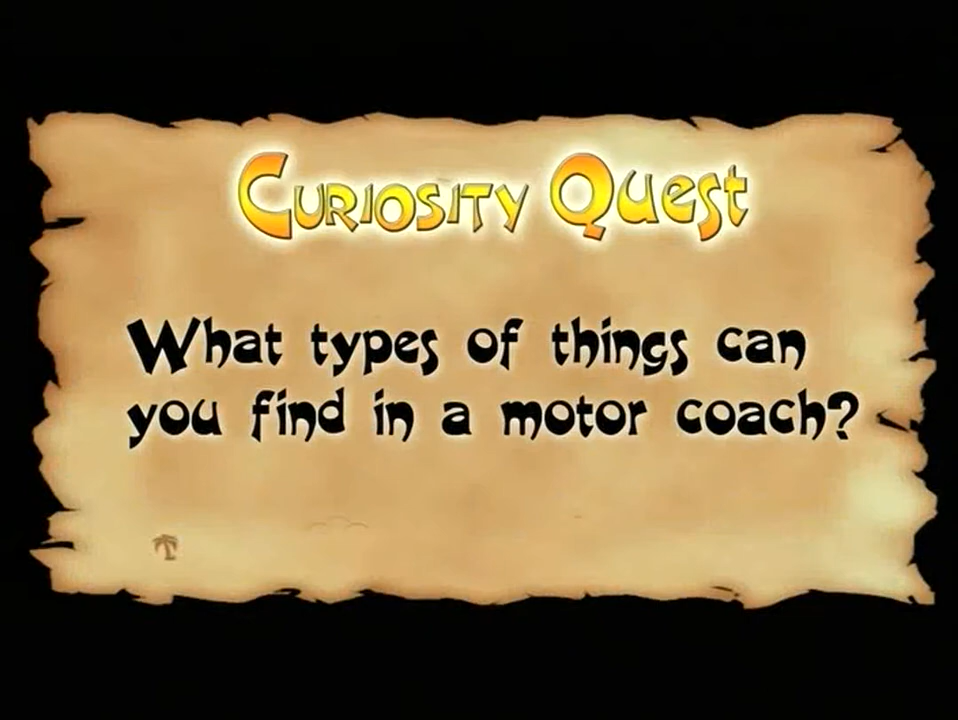 Curiosity Quest
What types of things can
you find in a motor coach?